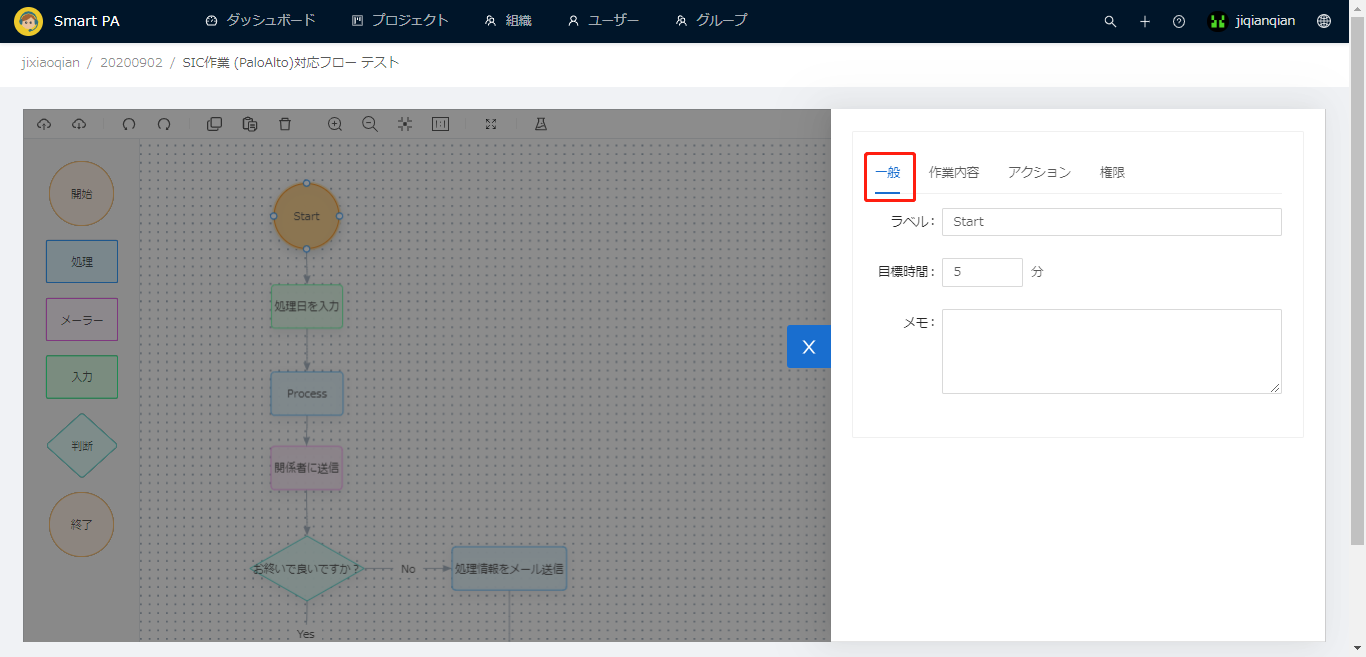 Smart PA ダッシュボード プロジェクト 組織 ユーザー グループ jiqianqian
jixiaoqian / 20200902 / SIC作業 (PaloAlto)対応フロー テスト
開始
処理
メーラー
入力
判断
終了
Start
処理日を入力
Process
関係者に送信
お終いで良いですか？
No
処理情報をメール送信
Yes
X
一般 作業内容 アクション 権限
ラベル： Start
目標時間： 5 分
メモ：